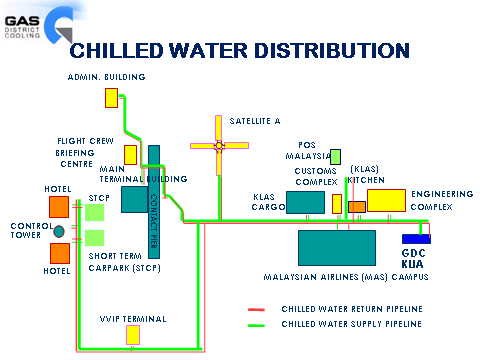 GAS
DISTRICT
COOLING
CHILLED WATER DISTRIBUTION
ADMIN. BUILDING
SATELLITE A
FLIGHT CREW
BRIEFING
CENTRE
MAIN
TERMINAL BUILDING
CONTACT PIER
POS
MALAYSIA
CUSTOMS
COMPLEX
(KLAS)
KITCHEN
KLAS
CARGO
ENGINEERING
COMPLEX
HOTEL
STCP
CONTROL
TOWER
HOTEL
SHORT TERM
CARPARK (STCP)
GDC
KLIA
MALAYSIAN AIRLINES (MAS) CAMPUS
VVIP TERMINAL
CHILLED WATER RETURN PIPELINE
CHILLED WATER SUPPLY PIPELINE